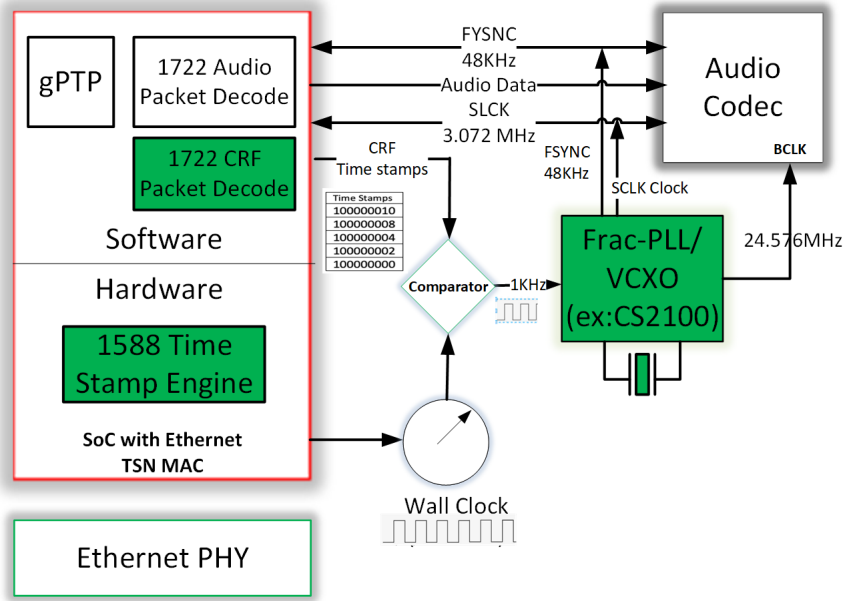 gPTP
1722 Audio
Packet Decode
1722 CRF
Packet Decode
Software
Hardware
1588 Time
Stamp Engine
SoC with Ethernet
TSN MAC
Ethernet PHY
FYSNC
48KHz
Audio Data
SLCK
3.072 MHz
CRF
Time stamps
Time Stamps
100000010
100000008
100000004
100000002
100000000
Comparator
1KHz
Wall Clock
FSYNC
48KHz
SCLK Clock
Frac-PLL/
VCXO
(ex:CS2100)
24.576MHz
Audio
Codec
BCLK